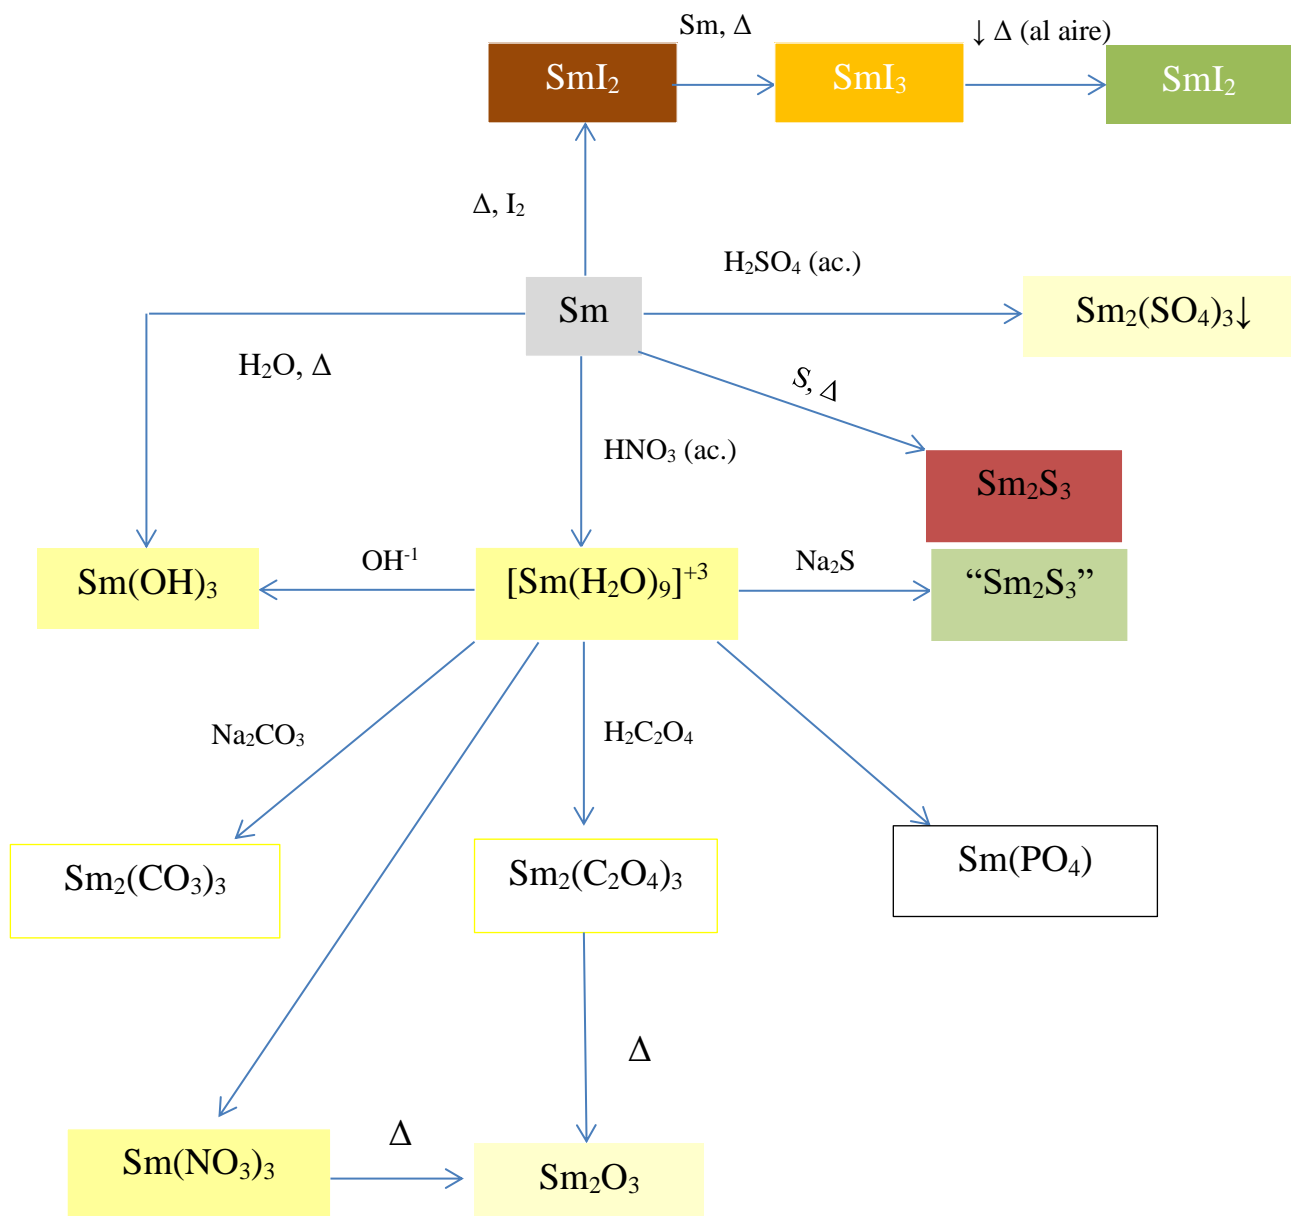 Sm, Δ
↓ Δ (al aire)
SmI₂
SmI₃
SmI₂
Δ, I₂
H₂SO₄ (ac.)
Sm
Sm₂(SO₄)₃↓
H₂O, Δ
S, Δ
HNO₃ (ac.)
Sm₂S₃
OH⁻¹
Na₂S
Sm(OH)₃
[Sm(H₂O)₉]⁺³
“Sm₂S₃”
Na₂CO₃
H₂C₂O₄
Sm₂(CO₃)₃
Sm₂(C₂O₄)₃
Sm(PO₄)
Δ
Δ
Sm(NO₃)₃
Sm₂O₃